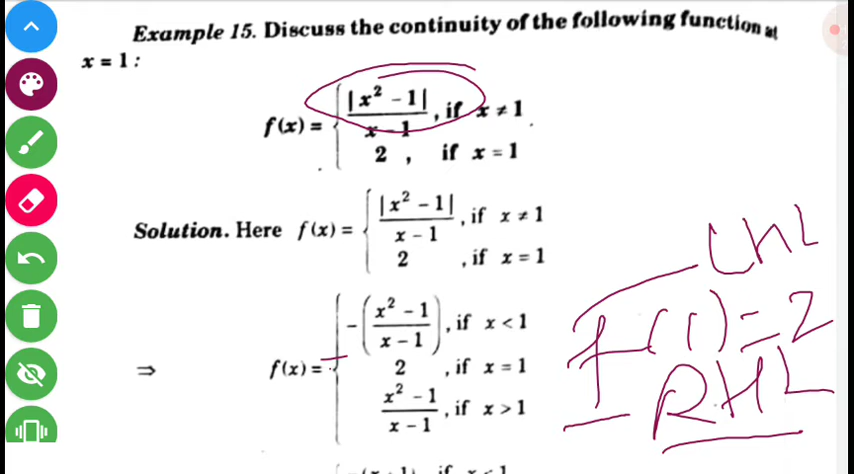 Example 15. Discuss the continuity of the following function at
x = 1 :
f(x) = { |x² - 1| / x - 1 , if x ≠ 1
2 , if x = 1
Solution. Here f(x) = { |x² - 1| / x - 1 , if x ≠ 1
2 , if x = 1
⇒ f(x) = { - (x² - 1 / x - 1) , if x < 1
2 , if x = 1
x² - 1 / x - 1 , if x > 1
LHL
f(1) = 2
RHL